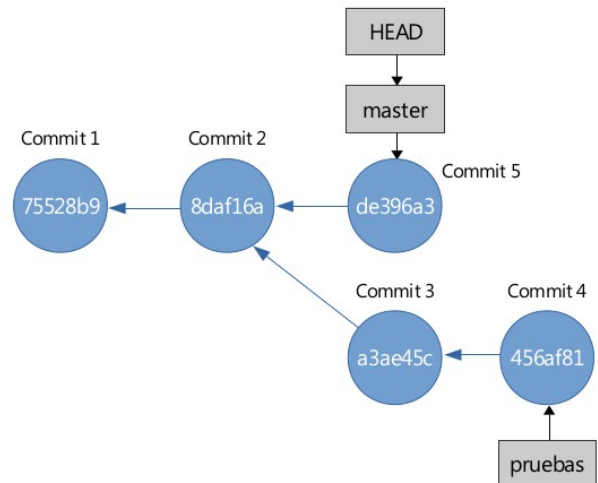 HEAD
master
Commit 1
Commit 2
Commit 5
75528b9
8daf16a
de396a3
Commit 3
Commit 4
a3ae45c
456af81
pruebas